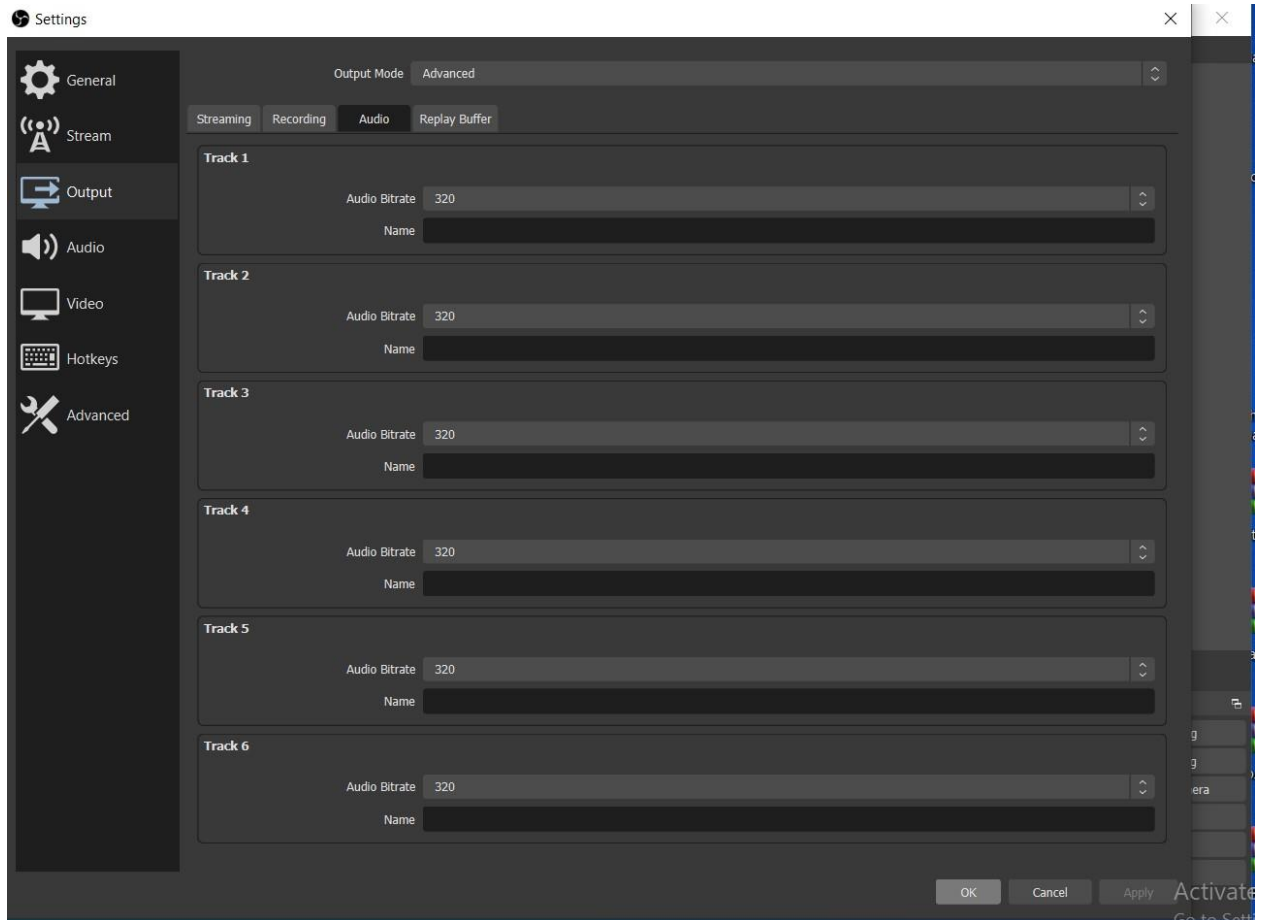 Settings
General
Stream
Output
Audio
Video
Hotkeys
Advanced
Output Mode Advanced
Streaming Recording Audio Replay Buffer
Track 1
Audio Bitrate 320
Name
Track 2
Audio Bitrate 320
Name
Track 3
Audio Bitrate 320
Name
Track 4
Audio Bitrate 320
Name
Track 5
Audio Bitrate 320
Name
Track 6
Audio Bitrate 320
Name
OK Cancel Apply
Activate
Go to